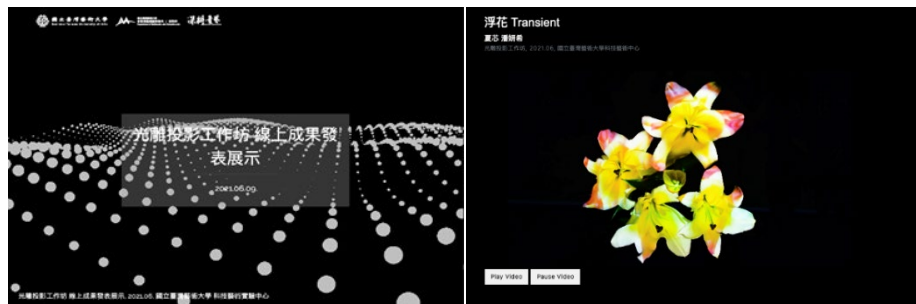 國立臺灣藝術大學
光雕投影工作坊 線上成果發
表展示
2021.06.09
光雕投影工作坊 線上成果發表展示, 2021.06, 國立臺灣藝術大學 科技藝術實驗中心
浮花 Transient
夏芯 潘妍希
光雕投影工作坊, 2021.06, 國立臺灣藝術大學科技藝術中心
Play Video
Pause Video